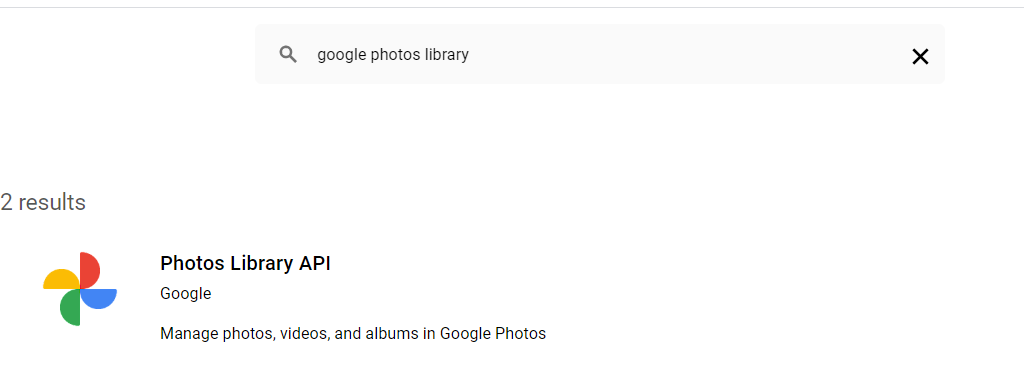 google photos library
2 results
Photos Library API
Google
Manage photos, videos, and albums in Google Photos